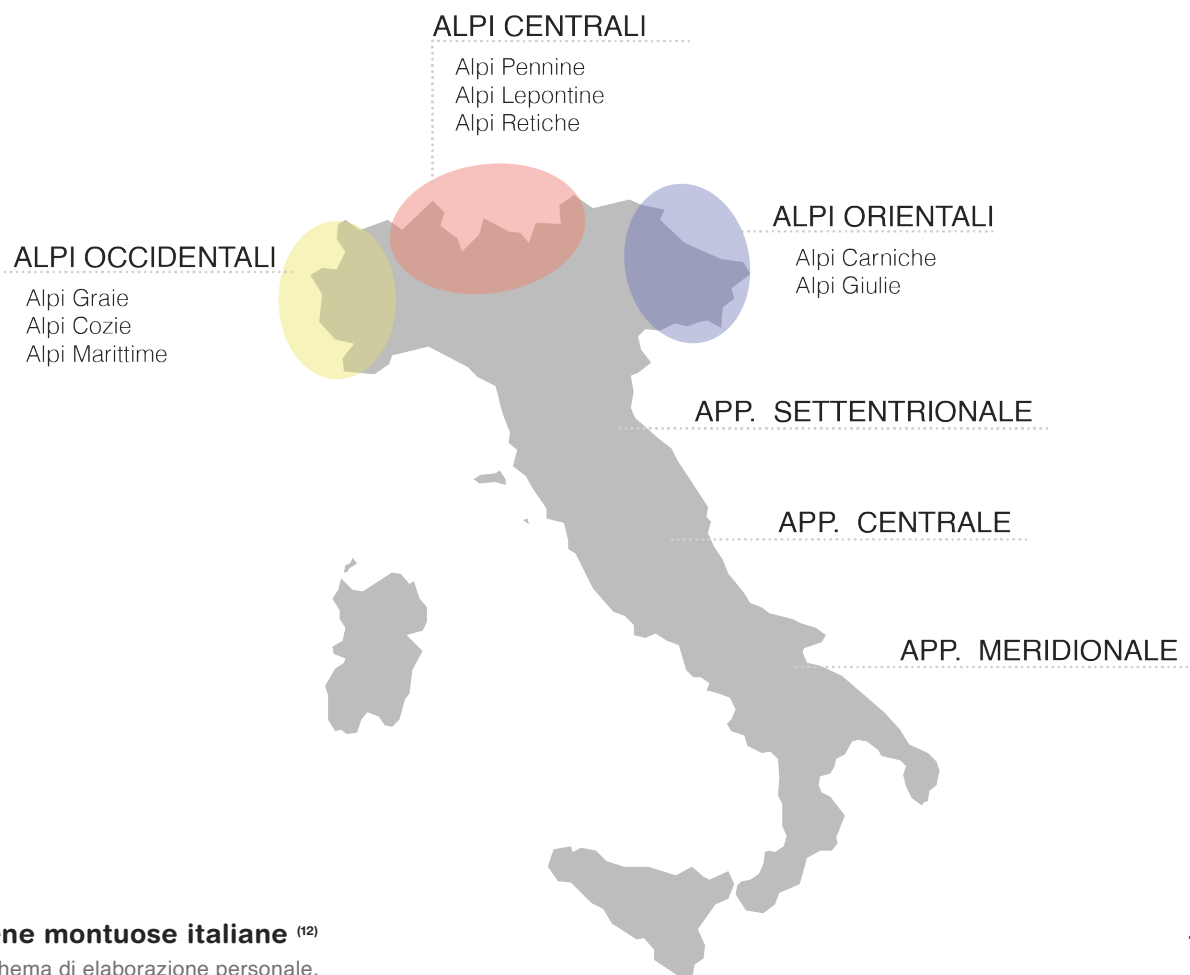 ALPI CENTRALI
Alpi Pennine
Alpi Lepontine
Alpi Retiche
ALPI ORIENTALI
Alpi Carniche
Alpi Giulie
ALPI OCCIDENTALI
Alpi Graie
Alpi Cozie
Alpi Marittime
APP. SETTENTRIONALE
APP. CENTRALE
APP. MERIDIONALE
montuose italiane (12)
di elaborazione personale.